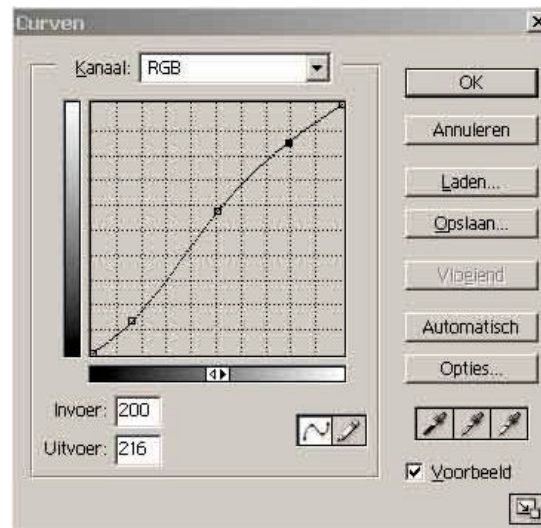 Curven
Kanaal: RGB
OK
Annuleren
Laden...
Opslaan...
Vloeiend
Automatisch
Opties...
Invoer: 200
Uitvoer: 216
Voorbeeld